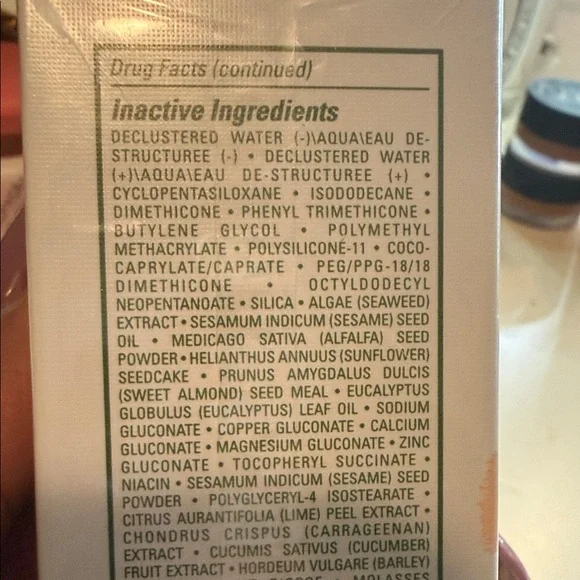 Drug Facts (continued)
Inactive Ingredients
DECLUSTERED WATER (-)\AQUA\EAU DE-
STRUCTUREE (-) • DECLUSTERED WATER
(+)\AQUA\EAU DE-STRUCTUREE (+) •
CYCLOPENTASILOXANE • ISODODECANE •
DIMETHICONE • PHENYL TRIMETHICONE •
BUTYLENE GLYCOL • POLYMETHYL
METHACRYLATE • POLYSILICONE-11 • COCO-
CAPRYLATE/CAPRATE • PEG/PPG-18/18
DIMETHICONE • OCTYLDODECYL
NEOPENTANOATE • SILICA • ALGAE (SEAWEED)
EXTRACT • SESAMUM INDICUM (SESAME) SEED
OIL • MEDICAGO SATIVA (ALFALFA) SEED
POWDER • HELIANTHUS ANNUUS (SUNFLOWER)
SEEDCAKE • PRUNUS AMYGDALUS DULCIS
(SWEET ALMOND) SEED MEAL • EUCALYPTUS
GLOBULUS (EUCALYPTUS) LEAF OIL • SODIUM
GLUCONATE • COPPER GLUCONATE • CALCIUM
GLUCONATE • MAGNESIUM GLUCONATE • ZINC
GLUCONATE • TOCOPHERYL SUCCINATE •
NIACIN • SESAMUM INDICUM (SESAME) SEED
POWDER • POLYGLYCERYL-4 ISOSTEARATE •
CITRUS AURANTIFOLIA (LIME) PEEL EXTRACT •
CHONDRUS CRISPUS (CARRAGEENAN)
EXTRACT • CUCUMIS SATIVUS (CUCUMBER)
FRUIT EXTRACT • HORDEUM VULGARE (BARLEY)
MOLASSES